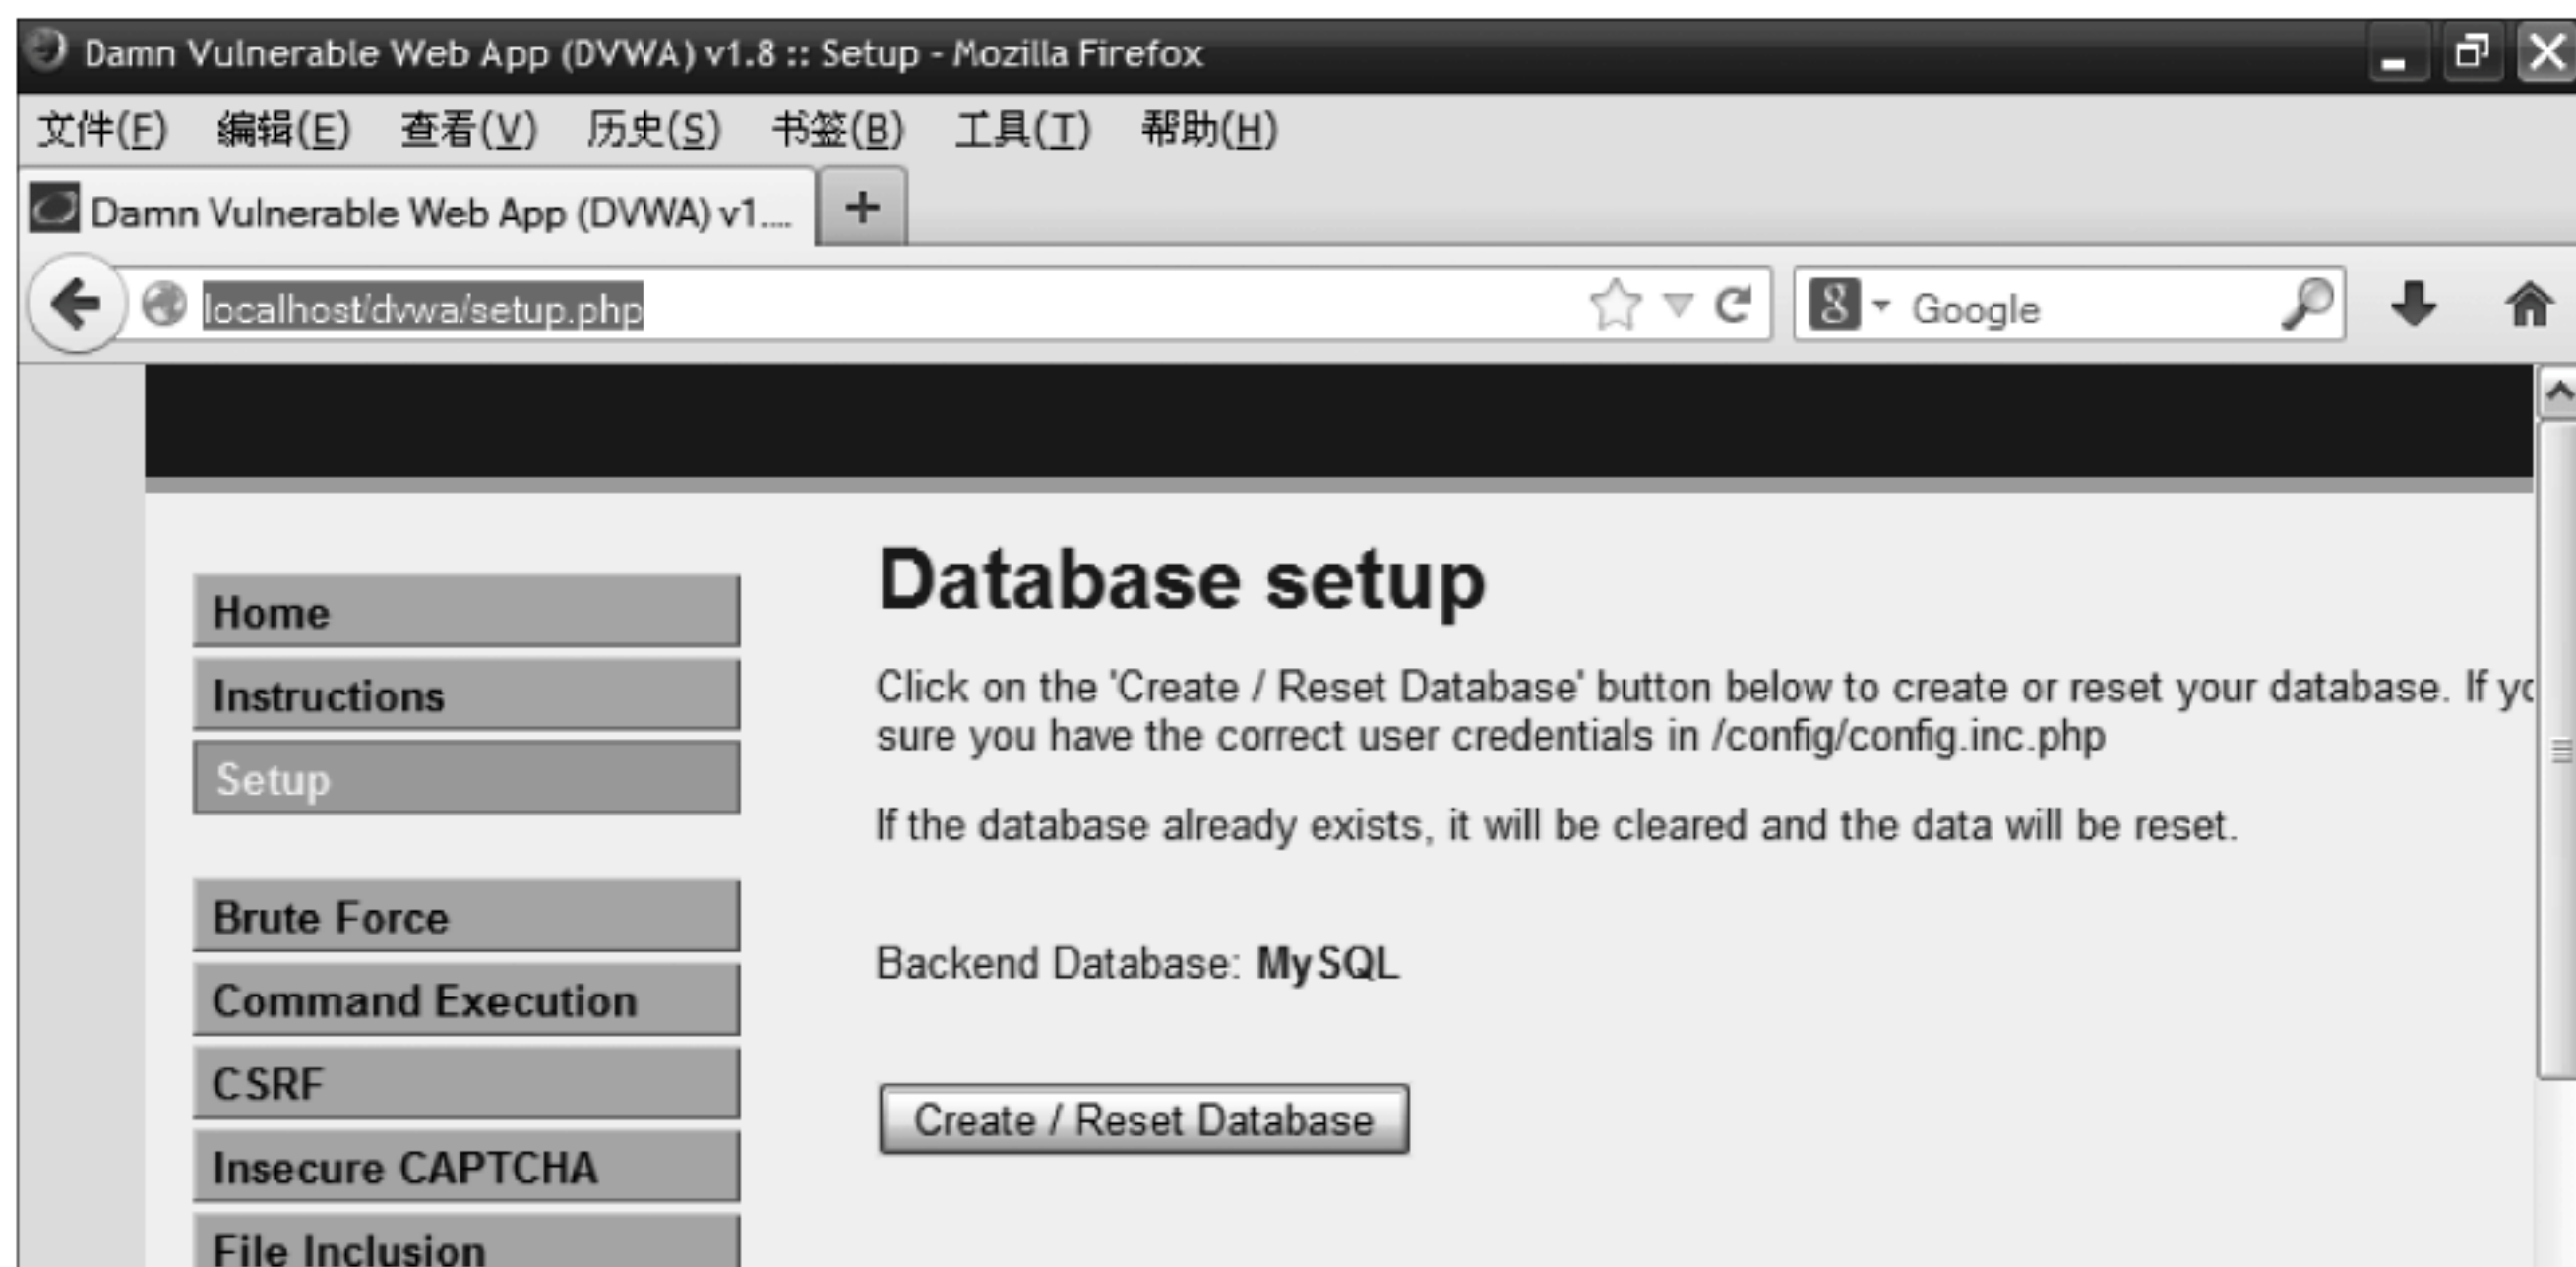 Damn Vulnerable Web App (DVWA) v1.8 :: Setup - Mozilla Firefox
文件(F) 编辑(E) 查看(V) 历史(S) 书签(B) 工具(T) 帮助(H)
Damn Vulnerable Web App (DVWA) v1....
localhost/dvwa/setup.php
Google
Home
Instructions
Setup
Brute Force
Command Execution
CSRF
Insecure CAPTCHA
File Inclusion
Database setup
Click on the 'Create / Reset Database' button below to create or reset your database. If
sure you have the correct user credentials in /config/config.inc.php
If the database already exists, it will be cleared and the data will be reset.
Backend Database: MySQL
Create / Reset Database